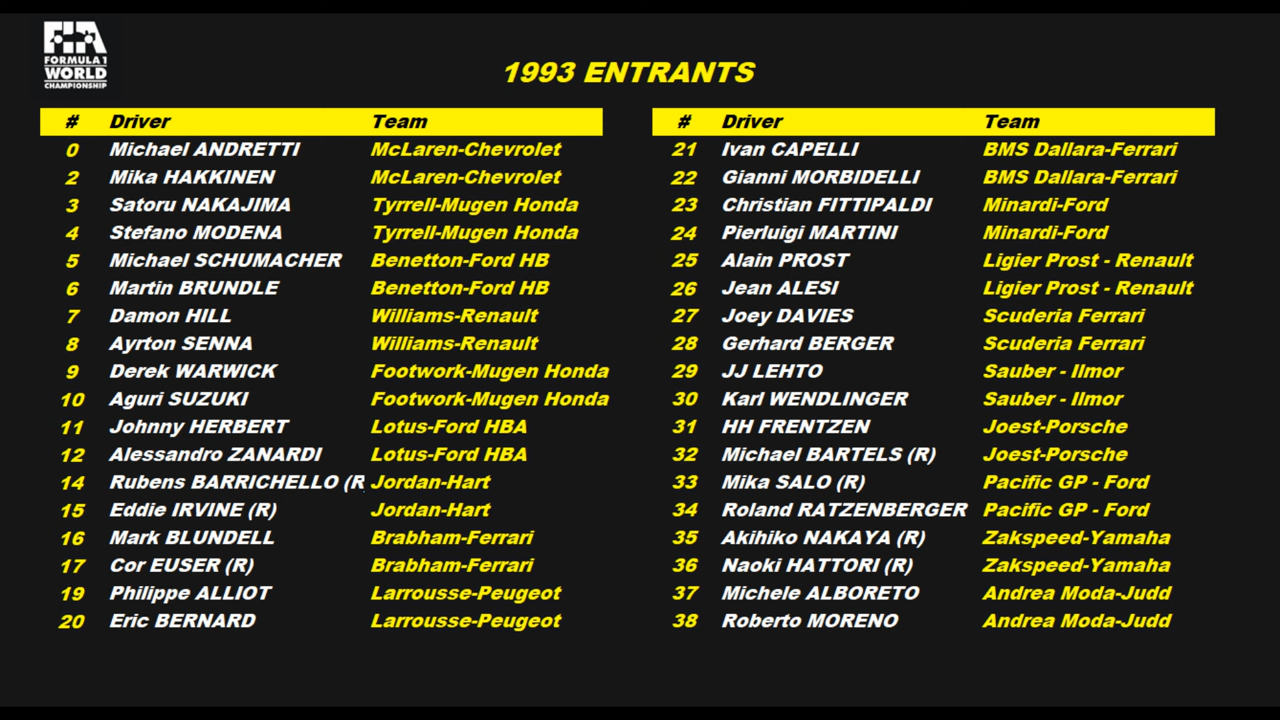 FIA
FORMULA 1
WORLD
CHAMPIONSHIP
1993 ENTRANTS
# Driver Team
0 Michael ANDRETTI McLaren-Chevrolet
2 Mika HAKKINEN McLaren-Chevrolet
3 Satoru NAKAJIMA Tyrrell-Mugen Honda
4 Stefano MODENA Tyrrell-Mugen Honda
5 Michael SCHUMACHER Benetton-Ford HB
6 Martin BRUNDLE Benetton-Ford HB
7 Damon HILL Williams-Renault
8 Ayrton SENNA Williams-Renault
9 Derek WARWICK Footwork-Mugen Honda
10 Aguri SUZUKI Footwork-Mugen Honda
11 Johnny HERBERT Lotus-Ford HBA
12 Alessandro ZANARDI Lotus-Ford HBA
14 Rubens BARRICHELLO (R Jordan-Hart
15 Eddie IRVINE (R) Jordan-Hart
16 Mark BLUNDELL Brabham-Ferrari
17 Cor EUSER (R) Brabham-Ferrari
19 Philippe ALLIOT Larrousse-Peugeot
20 Eric BERNARD Larrousse-Peugeot
# Driver Team
21 Ivan CAPELLI BMS Dallara-Ferrari
22 Gianni MORBIDELLI BMS Dallara-Ferrari
23 Christian FITTIPALDI Minardi-Ford
24 Pierluigi MARTINI Minardi-Ford
25 Alain PROST Ligier Prost - Renault
26 Jean ALESI Ligier Prost - Renault
27 Joey DAVIES Scuderia Ferrari
28 Gerhard BERGER Scuderia Ferrari
29 JJ LEHTO Sauber - Ilmor
30 Karl WENDLINGER Sauber - Ilmor
31 HH FRENTZEN Joest-Porsche
32 Michael BARTELS (R) Joest-Porsche
33 Mika SALO (R) Pacific GP - Ford
34 Roland RATZENBERGER Pacific GP - Ford
35 Akihiko NAKAYA (R) Zakspeed-Yamaha
36 Naoki HATTORI (R) Zakspeed-Yamaha
37 Michele ALBORETO Andrea Moda-Judd
38 Roberto MORENO Andrea Moda-Judd